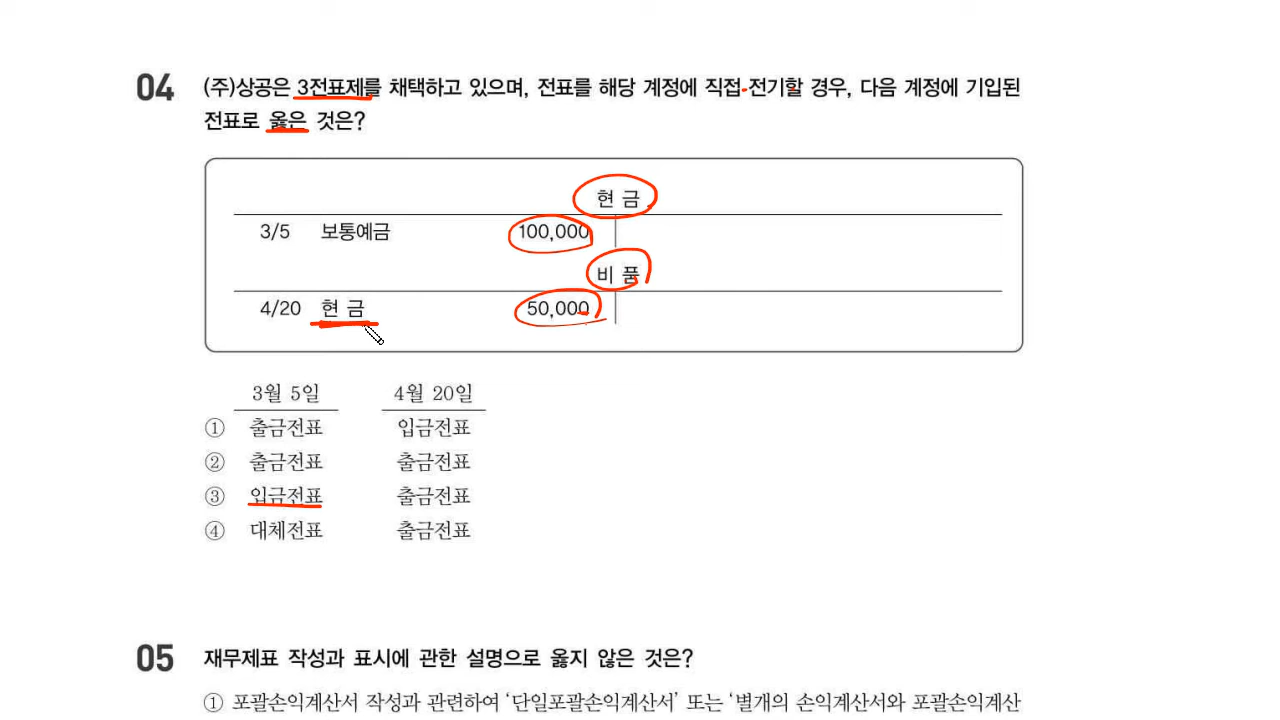 04 (주)상공은 3전표제를 채택하고 있으며, 전표를 해당 계정에 직접 전기할 경우, 다음 계정에 기입된
전표로 옳은 것은?
현 금
3/5 보통예금 100,000
비 품
4/20 현 금 50,000
3월 5일 4월 20일
① 출금전표 입금전표
② 출금전표 출금전표
③ 입금전표 출금전표
④ 대체전표 출금전표
05 재무제표 작성과 표시에 관한 설명으로 옳지 않은 것은?
① 포괄손익계산서 작성과 관련하여 ‘단일포괄손익계산서’ 또는 ‘별개의 손익계산서와 포괄손익계산